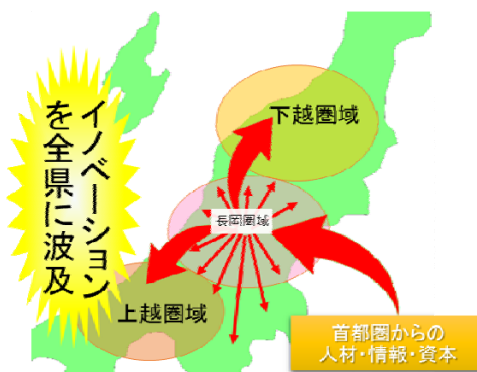 イノベーション
を全県に波及
下越圏域
長岡圏域
上越圏域
首都圏からの
人材・情報・資本